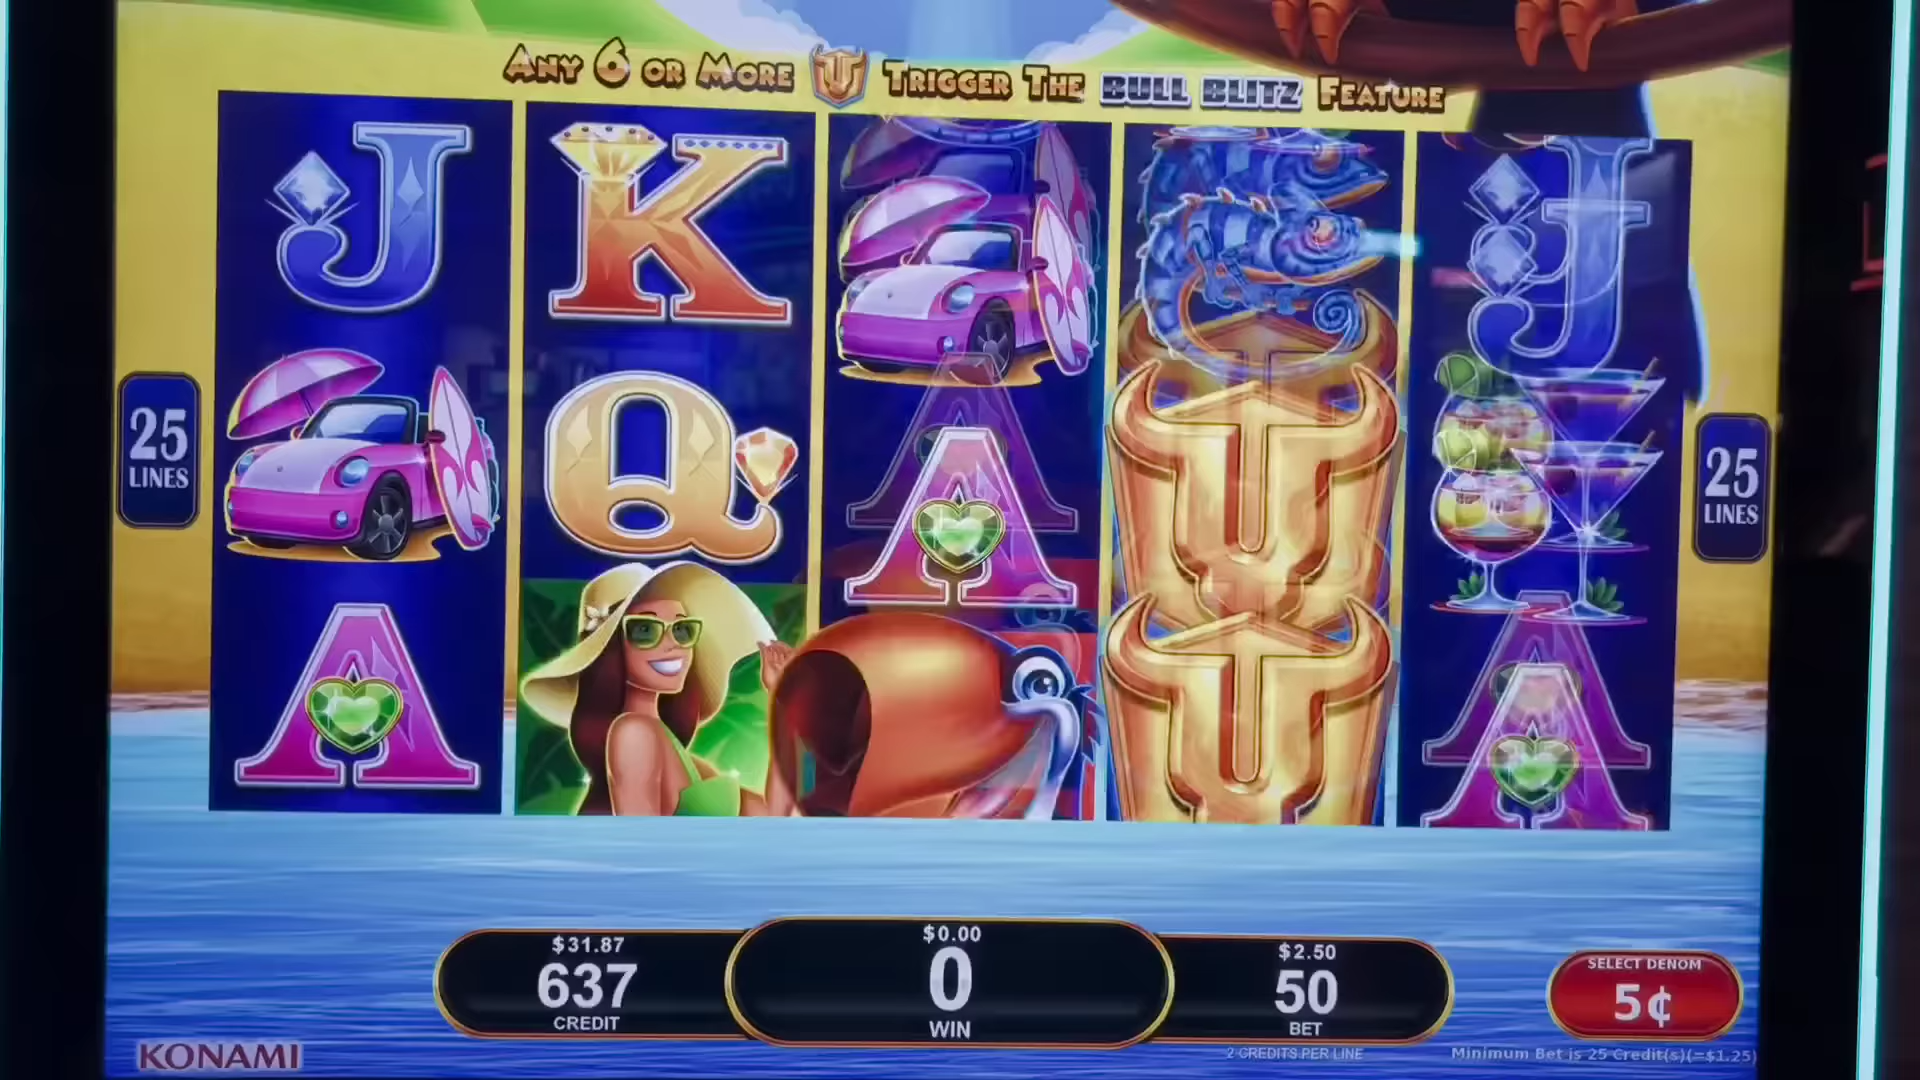 ANY 6 OR MORE TRIGGER THE BULL BLITZ FEATURE
J K J
25 LINES
Q A
25 LINES
A A
$31.87
637
CREDIT
$0.00
0
WIN
$2.50
50
BET
2 CREDITS PER LINE
SELECT DENOM
5¢
Minimum Bet is 25 Credit(s)(=$1.25)
KONAMI